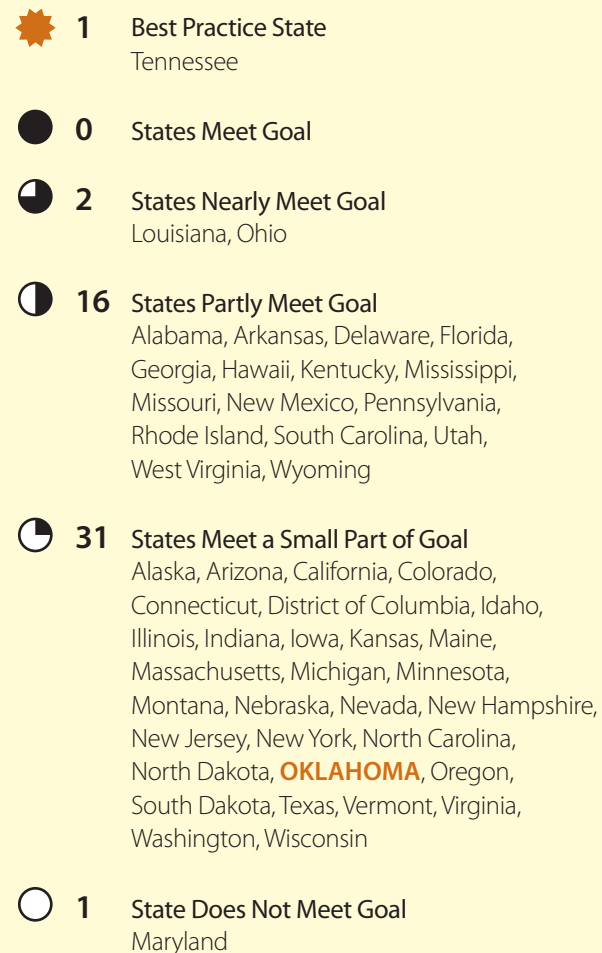 1 Best Practice State
Tennessee
0 States Meet Goal
2 States Nearly Meet Goal
Louisiana, Ohio
16 States Partly Meet Goal
Alabama, Arkansas, Delaware, Florida,
Georgia, Hawaii, Kentucky, Mississippi,
Missouri, New Mexico, Pennsylvania,
Rhode Island, South Carolina, Utah,
West Virginia, Wyoming
31 States Meet a Small Part of Goal
Alaska, Arizona, California, Colorado,
Connecticut, District of Columbia, Idaho,
Illinois, Indiana, Iowa, Kansas, Maine,
Massachusetts, Michigan, Minnesota,
Montana, Nebraska, Nevada, New Hampshire,
New Jersey, New York, North Carolina,
North Dakota, OKLAHOMA, Oregon,
South Dakota, Texas, Vermont, Virginia,
Washington, Wisconsin
1 State Does Not Meet Goal
Maryland